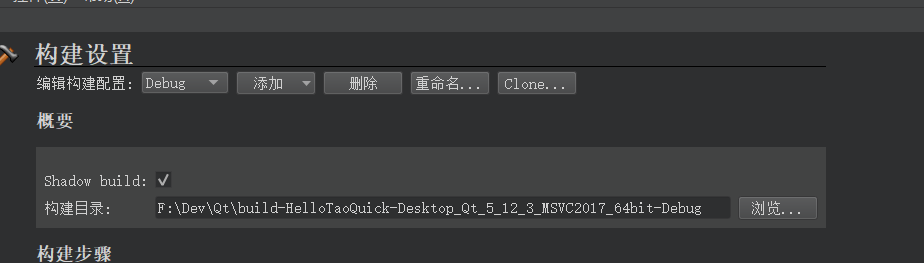 构建设置
编辑构建配置: Debug 添加 删除 重命名... Clone...
概要
Shadow build:
构建目录: F:\Dev\Qt\build-HelloTaoQuick-Desktop_Qt_5_12_3_MSVC2017_64bit-Debug 浏览...
构建步骤